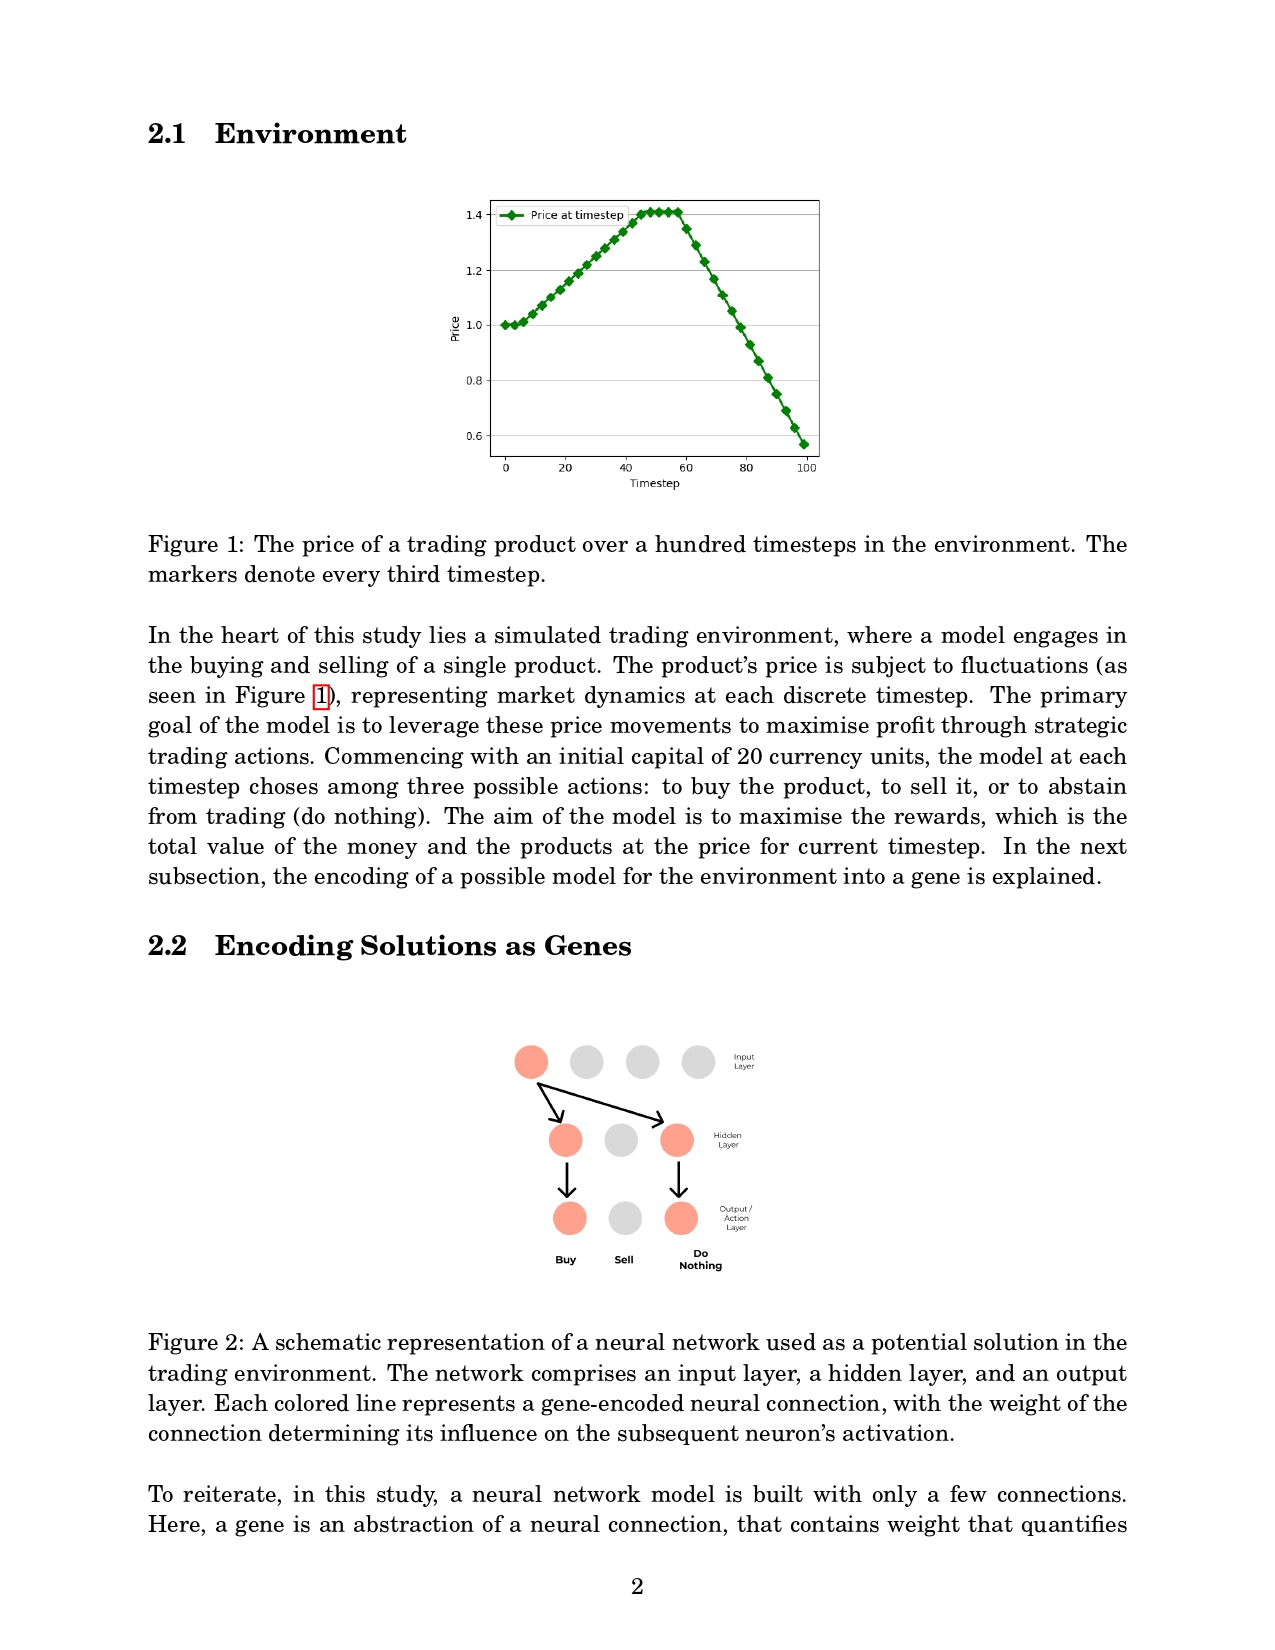 2.1 Environment
1.4
1.2
1.0
0.8
0.6
Price
Price at timestep
0 20 40 60 80 100
Timestep
Figure 1: The price of a trading product over a hundred timesteps in the environment. The
markers denote every third timestep.
In the heart of this study lies a simulated trading environment, where a model engages in
the buying and selling of a single product. The product's price is subject to fluctuations (as
seen in Figure 1), representing market dynamics at each discrete timestep. The primary
goal of the model is to leverage these price movements to maximise profit through strategic
trading actions. Commencing with an initial capital of 20 currency units, the model at each
timestep choses among three possible actions: to buy the product, to sell it, or to abstain
from trading (do nothing). The aim of the model is to maximise the rewards, which is the
total value of the money and the products at the price for current timestep. In the next
subsection, the encoding of a possible model for the environment into a gene is explained.
2.2 Encoding Solutions as Genes
Input
Layer
Hidden
Layer
Output /
Action
Layer
Buy Sell Do
Nothing
Figure 2: A schematic representation of a neural network used as a potential solution in the
trading environment. The network comprises an input layer, a hidden layer, and an output
layer. Each colored line represents a gene-encoded neural connection, with the weight of the
connection determining its influence on the subsequent neuron's activation.
To reiterate, in this study, a neural network model is built with only a few connections.
Here, a gene is an abstraction of a neural connection, that contains weight that quantifies
2